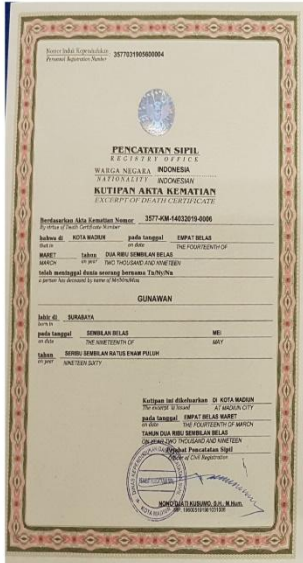 Nomor Induk Kependudukan 3577031905600004
Personal Registration Number
PENCATATAN SIPIL
REGISTRY OFFICE
WARGA NEGARA INDONESIA
NATIONALITY INDONESIAN
KUTIPAN AKTA KEMATIAN
EXCERPT OF DEATH CERTIFICATE
Berdasarkan Akta Kematian Nomor 3577-KM-14032019-0006
By virtue of Death Certificate Number
bahwa di KOTA MADIUN pada tanggal EMPAT BELAS
that in on date THE FOURTEENTH OF
MARET tahun DUA RIBU SEMBILAN BELAS
MARCH on year TWO THOUSAND AND NINETEEN
telah meninggal dunia seorang bernama Tn/Ny/Nn
a person has deceased by name of Mr/Mrs/Miss
GUNAWAN
lahir di SURABAYA
born in
pada tanggal SEMBILAN BELAS MEI
on date THE NINETEENTH OF MAY
tahun SERIBU SEMBILAN RATUS ENAM PULUH
on year NINETEEN SIXTY
Kutipan ini dikeluarkan DI KOTA MADIUN
The excerpt is issued AT MADIUN CITY
pada tanggal EMPAT BELAS MARET
on date THE FOURTEENTH OF MARCH
TAHUN DUA RIBU SEMBILAN BELAS
ON YEAR TWO THOUSAND AND NINETEEN
Pejabat Pencatatan Sipil
Officer of Civil Registration
KUSUMO, S.H., M.Hum.